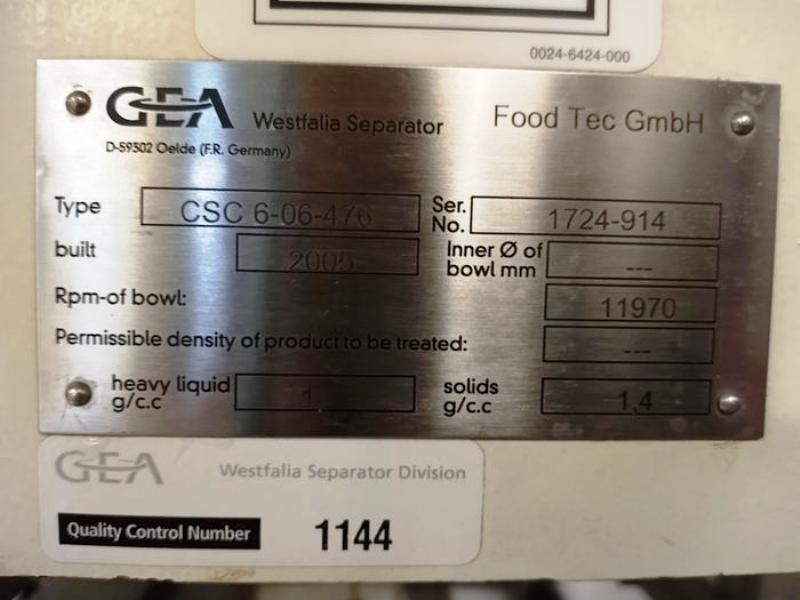 0024-6424-000
GEA Westfalia Separator Food Tec GmbH
D-59302 Oelde (F.R. Germany)
Type CSC 6-06-476 Ser. No. 1724-914
built 2005 Inner Ø of bowl mm ---
Rpm-of bowl: 11970
Permissible density of product to be treated: ---
heavy liquid g/c.c 1 solids g/c.c 1,4
GEA Westfalia Separator Division
Quality Control Number 1144